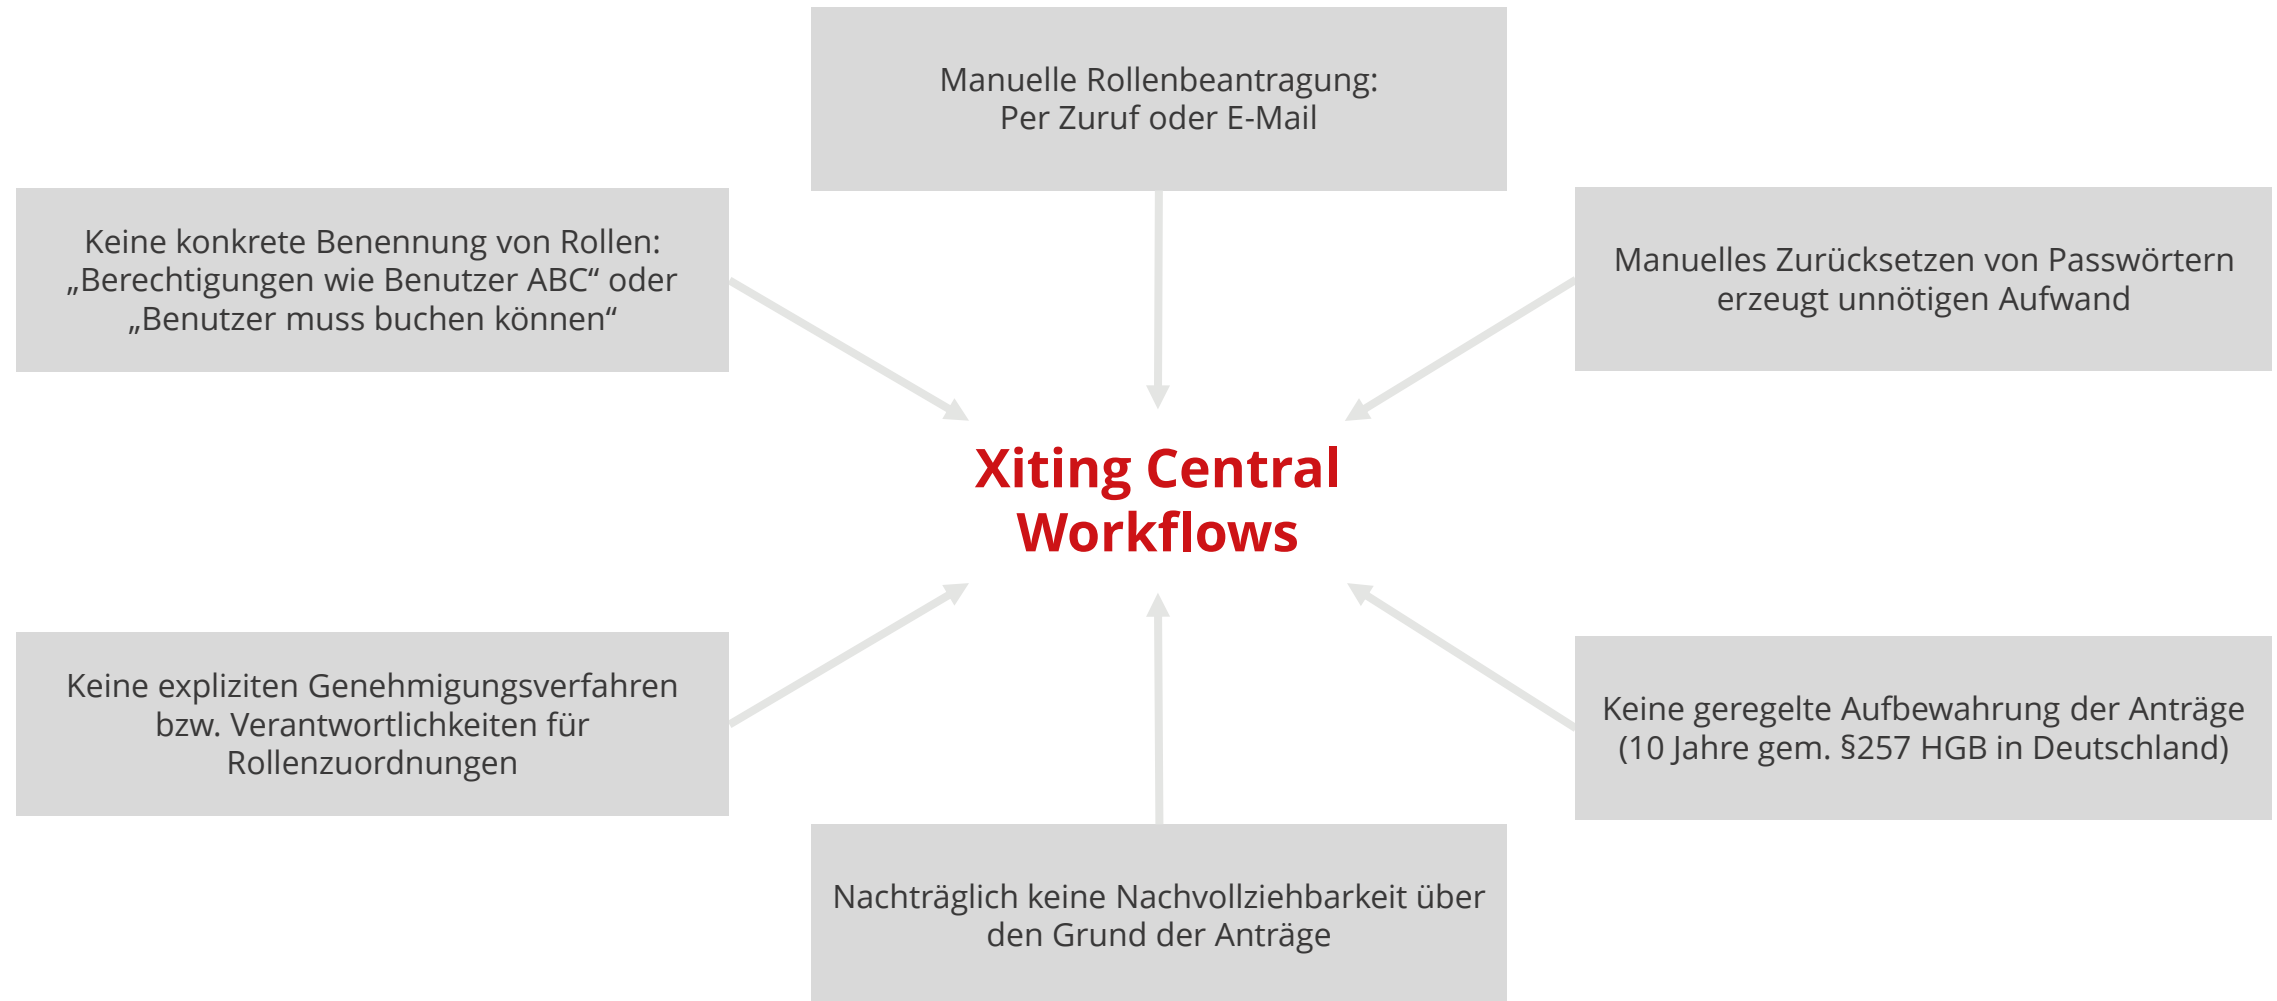 Manuelle Rollenbeantragung:
Per Zuruf oder E-Mail
Keine konkrete Benennung von Rollen:
„Berechtigungen wie Benutzer ABC“ oder
„Benutzer muss buchen können“
Manuelles Zurücksetzen von Passwörtern
erzeugt unnötigen Aufwand
Xiting Central
Workflows
Keine expliziten Genehmigungsverfahren
bzw. Verantwortlichkeiten für
Rollenzuordnungen
Keine geregelte Aufbewahrung der Anträge
(10 Jahre gem. §257 HGB in Deutschland)
Nachträglich keine Nachvollziehbarkeit über
den Grund der Anträge